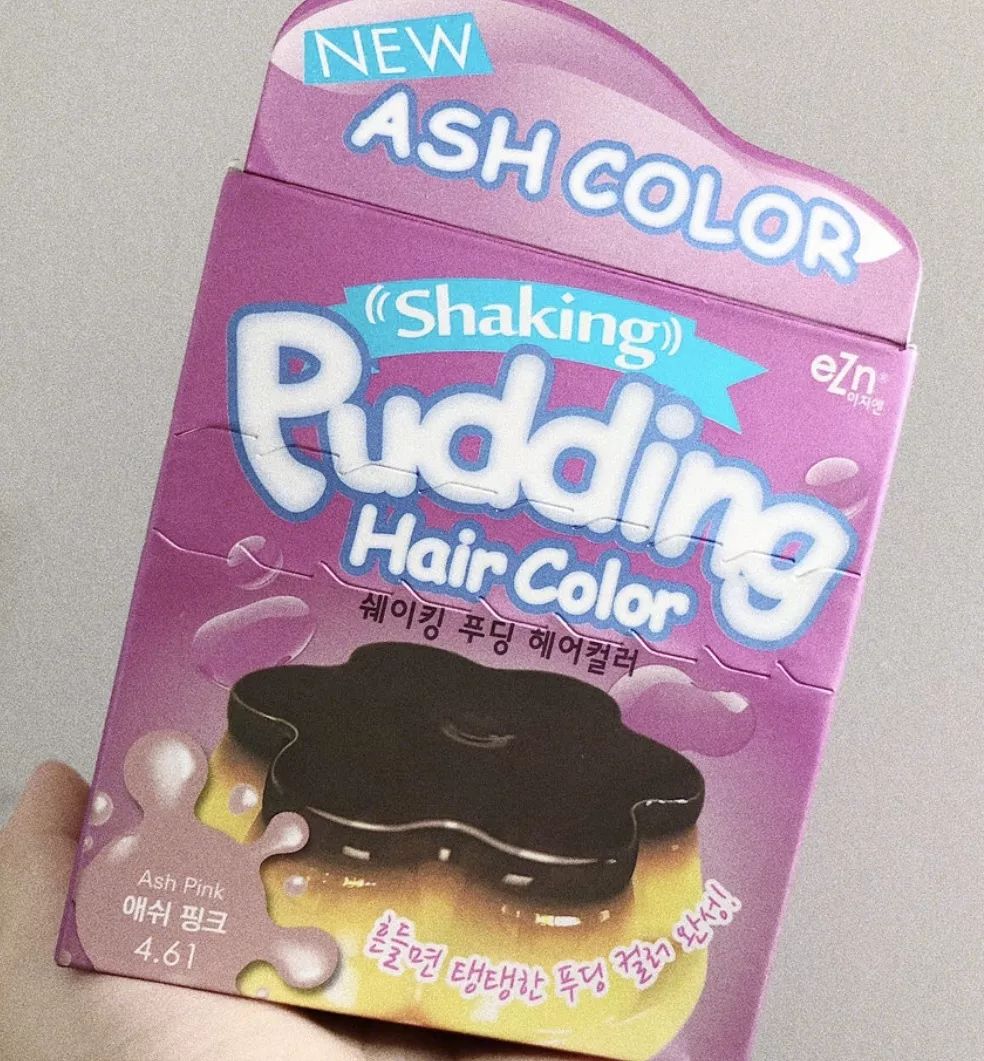 NEW
ASH COLOR
Shaking
eZn
이지엔
Pudding
Hair Color
쉐이킹 푸딩 헤어컬러
Ash Pink
애쉬 핑크
4.61
흔들면 탱탱한 푸딩 컬러 완성!